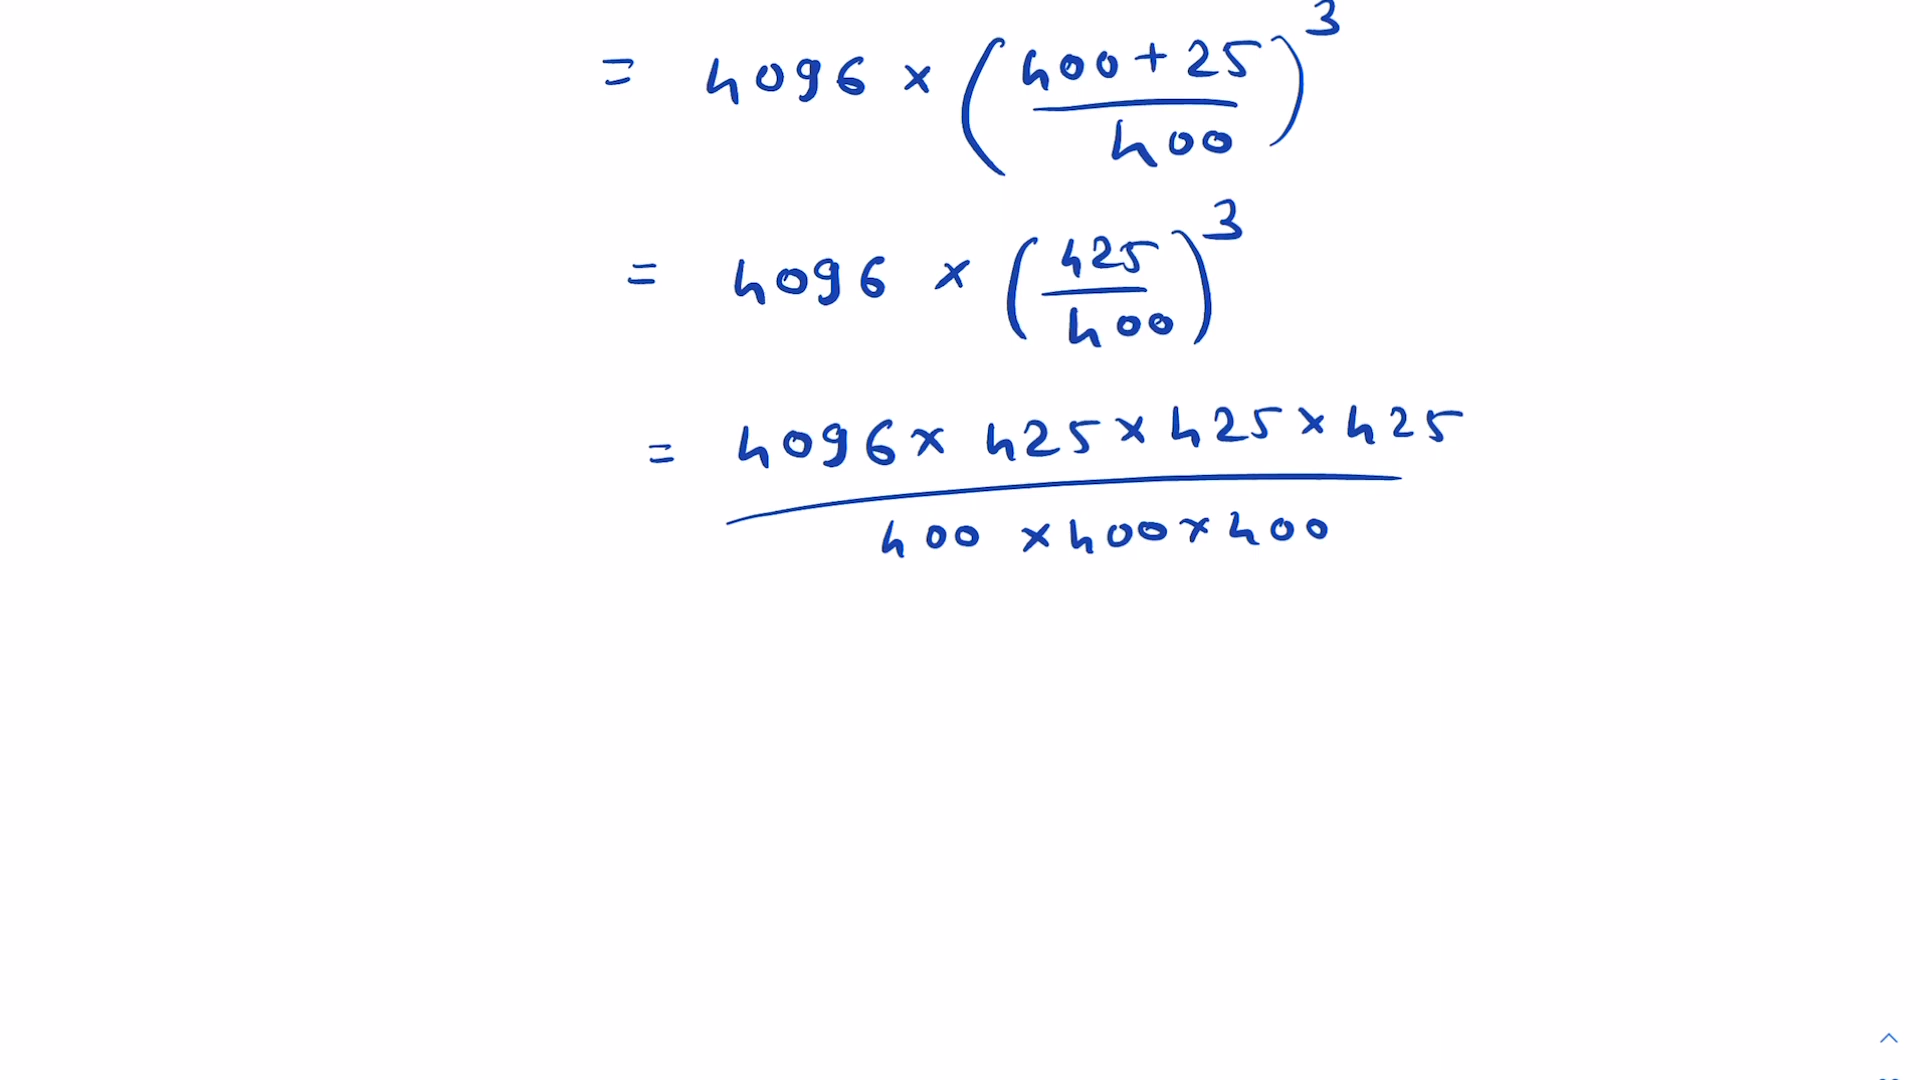 = 4096 × (400 + 25 / 400)³
= 4096 × (425 / 400)³
= 4096 × 425 × 425 × 425 / 400 × 400 × 400